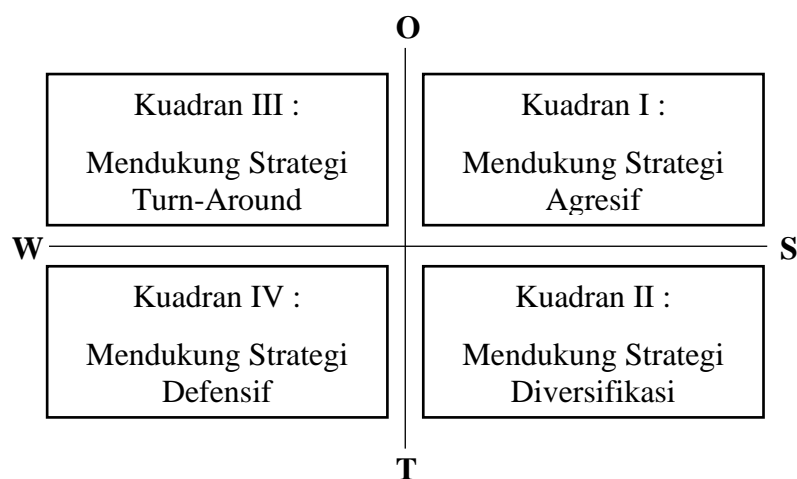 O
Kuadran III :
Mendukung Strategi
Turn-Around
Kuadran I :
Mendukung Strategi
Agresif
W
S
Kuadran IV :
Mendukung Strategi
Defensif
Kuadran II :
Mendukung Strategi
Diversifikasi
T